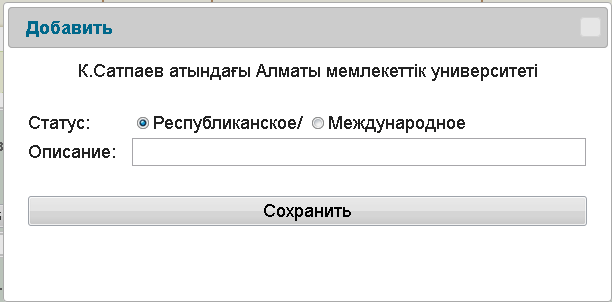 Добавить
К.Сатпаев атындағы Алматы мемлекеттік университеті
Статус: Республиканское/ Международное
Описание:
Сохранить